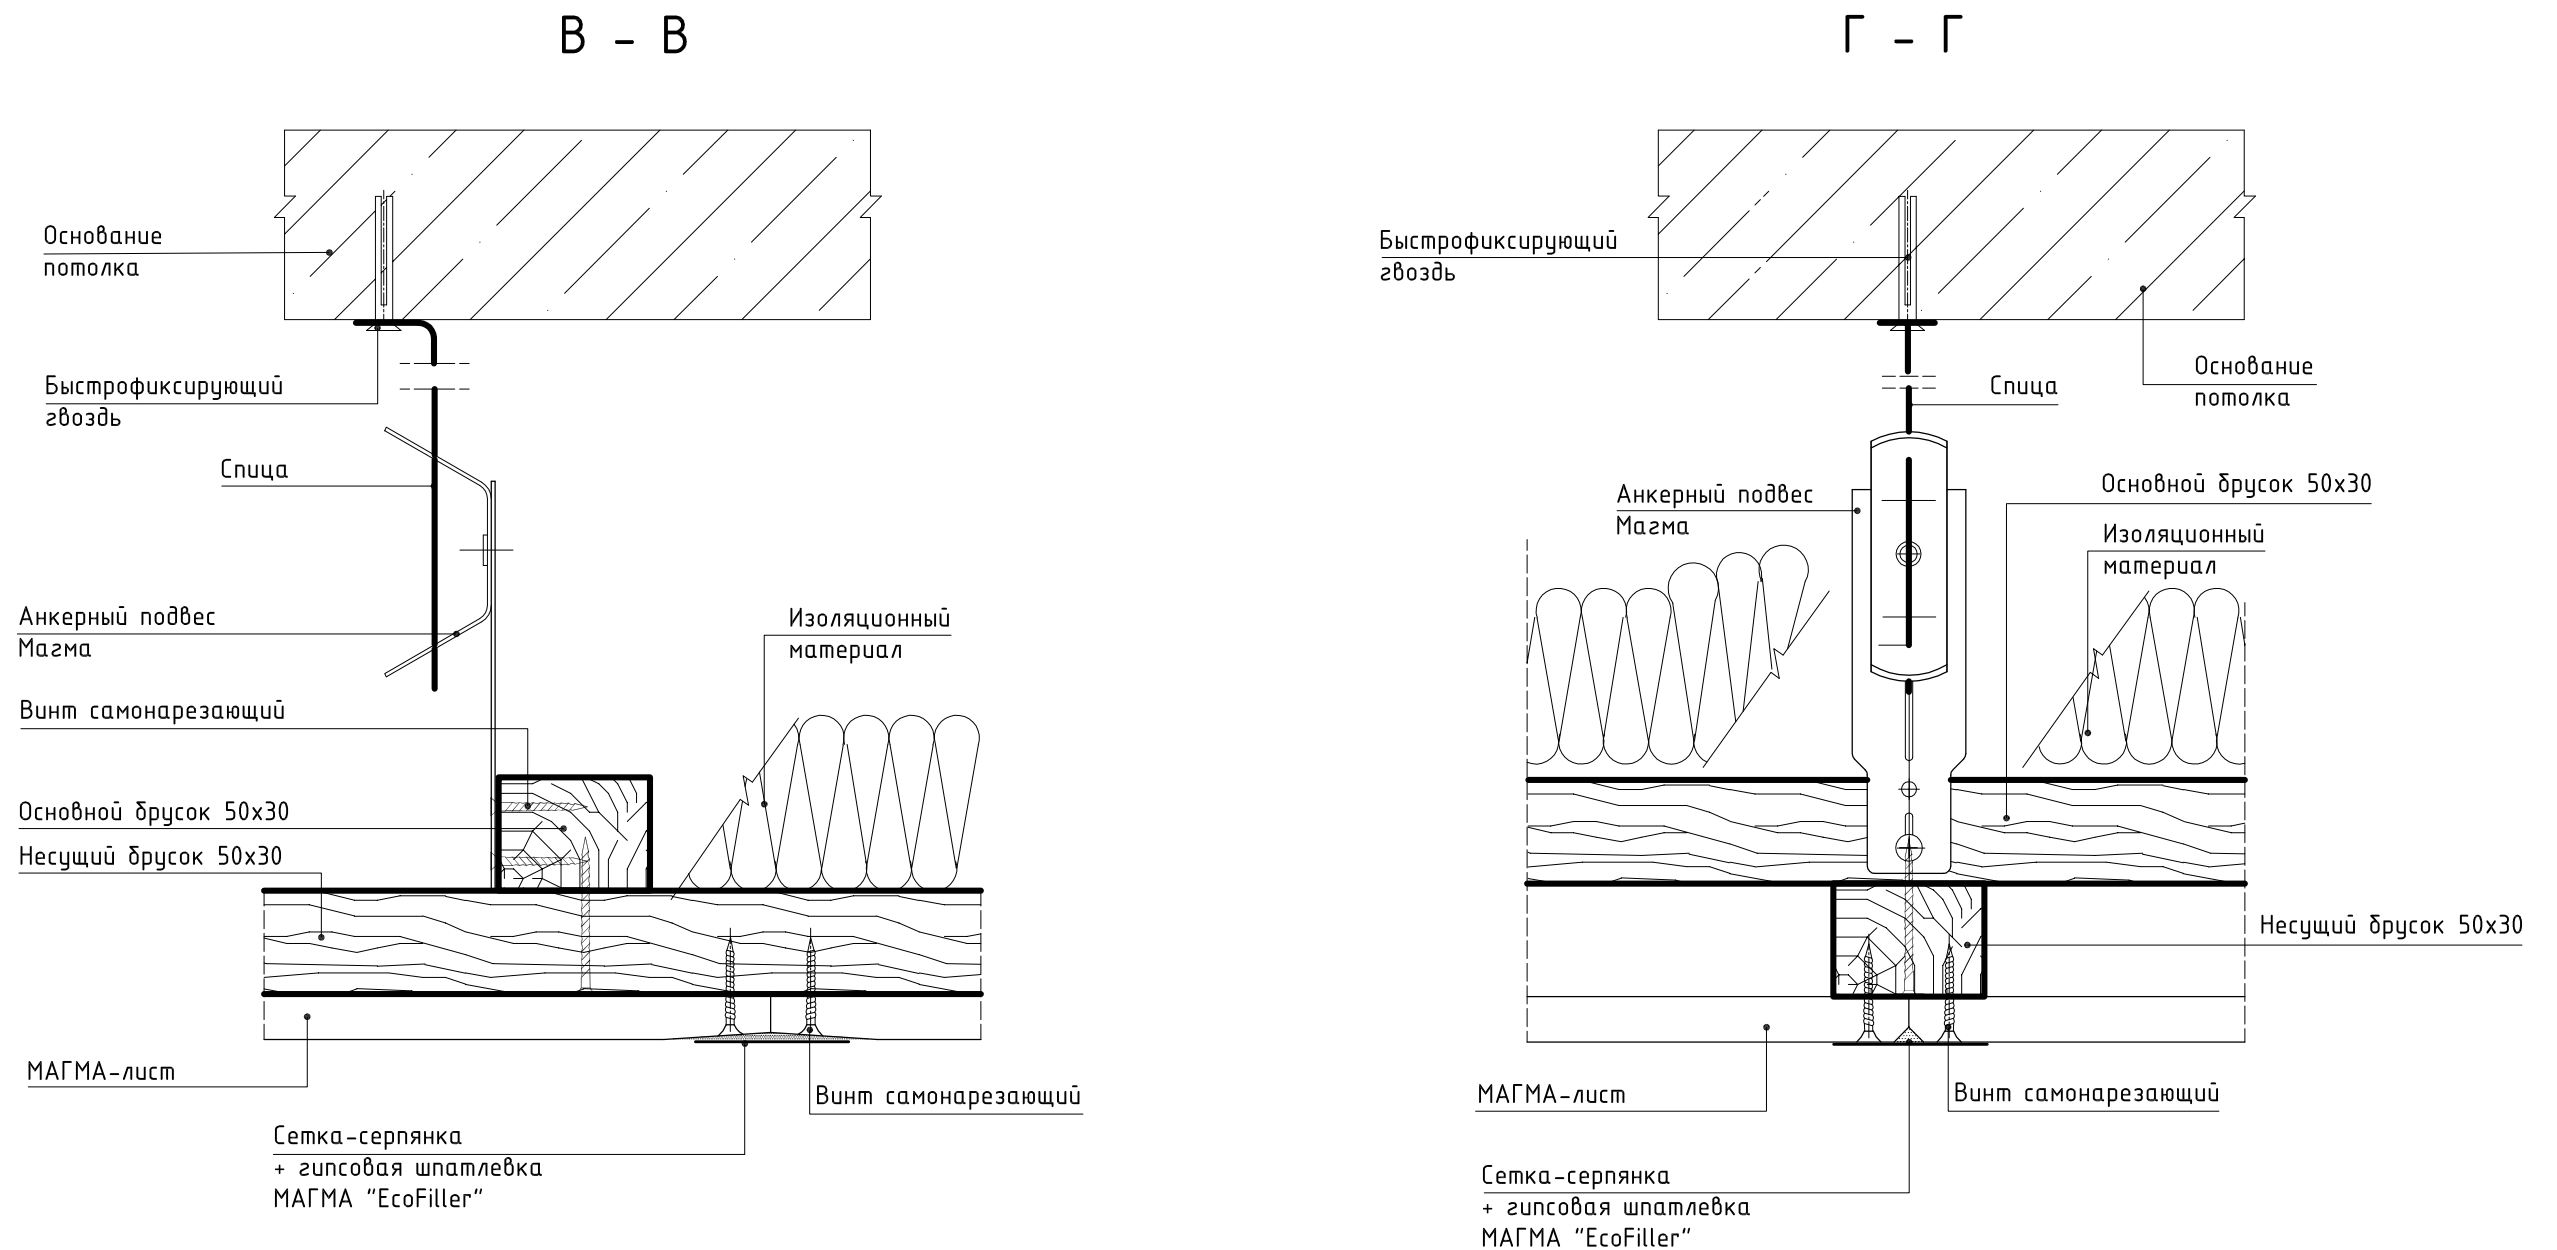 В – В
Основание
потолка
Быстрофиксирующий
гвоздь
Спица
Анкерный подвес
Магма
Изоляционный
материал
Винт самонарезающий
Основной брусок 50х30
Несущий брусок 50х30
МАГМА-лист
Винт самонарезающий
Сетка-серпянка
+ гипсовая шпатлевка
МАГМА "EcoFiller"
Г – Г
Быстрофиксирующий
гвоздь
Основание
потолка
Спица
Анкерный подвес
Магма
Основной брусок 50х30
Изоляционный
материал
Несущий брусок 50х30
МАГМА-лист
Винт самонарезающий
Сетка-серпянка
+ гипсовая шпатлевка
МАГМА "EcoFiller"